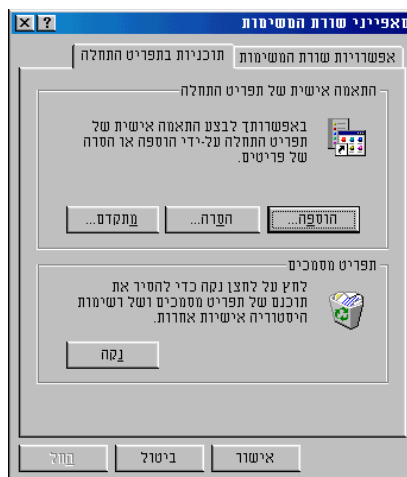 מאפייני שורת המשימות
אפשרויות שורת המשימות
תוכניות בתפריט התחלה
התאמה אישית של תפריט התחלה
באפשרותך לבצע התאמה אישית של
תפריט התחלה על-ידי הוספה או הסרה
של פריטים.
הוספה...
הסרה...
מתקדם...
תפריט מסמכים
לחץ על לחצן נקה כדי להסיר את
תוכנם של תפריט מסמכים ושל רשימות
היסטוריה אישיות אחרות.
נקה
אישור
ביטול
החל